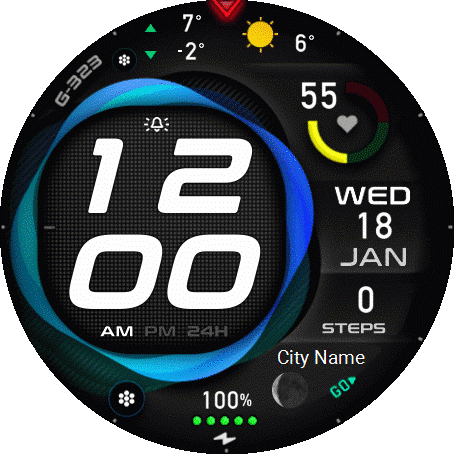 7°
-2°
6°
G-323
55
12
00
AM PM 24H
WED
18
JAN
0
STEPS
City Name
GO
100%